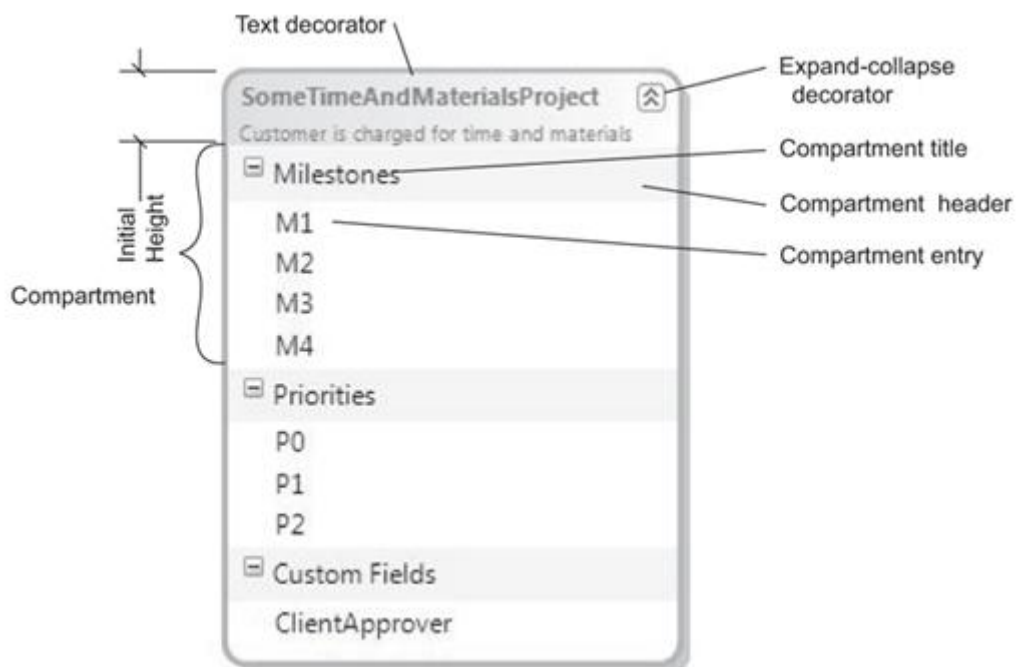 Text decorator
Expand-collapse
decorator
SomeTimeAndMaterialsProject
Customer is charged for time and materials
Compartment title
Milestones
Compartment header
M1
Initial
Height
Compartment entry
M2
Compartment
M3
M4
Priorities
P0
P1
P2
Custom Fields
ClientApprover